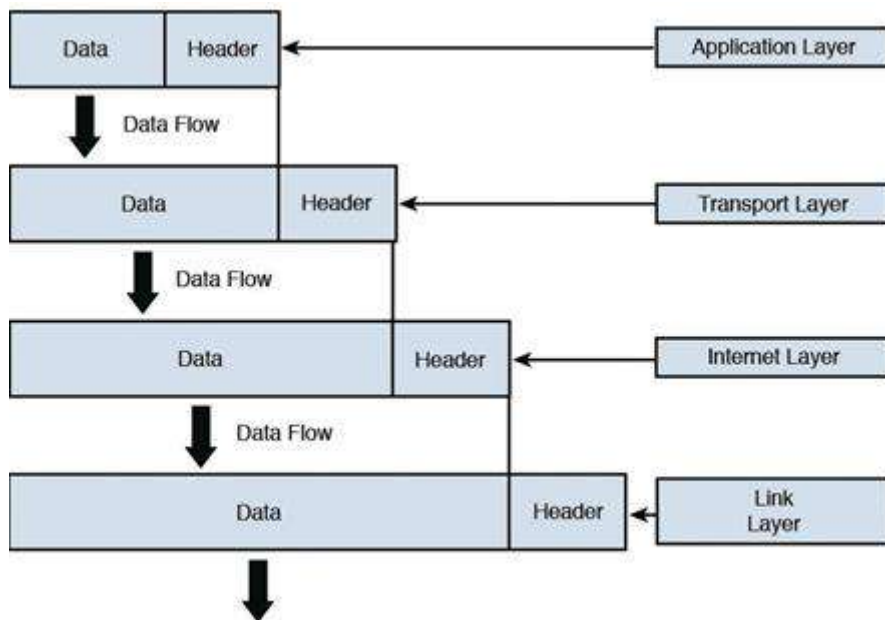 Data
Header
Application Layer
Data Flow
Data
Header
Transport Layer
Data Flow
Data
Header
Internet Layer
Data Flow
Data
Header
Link
Layer